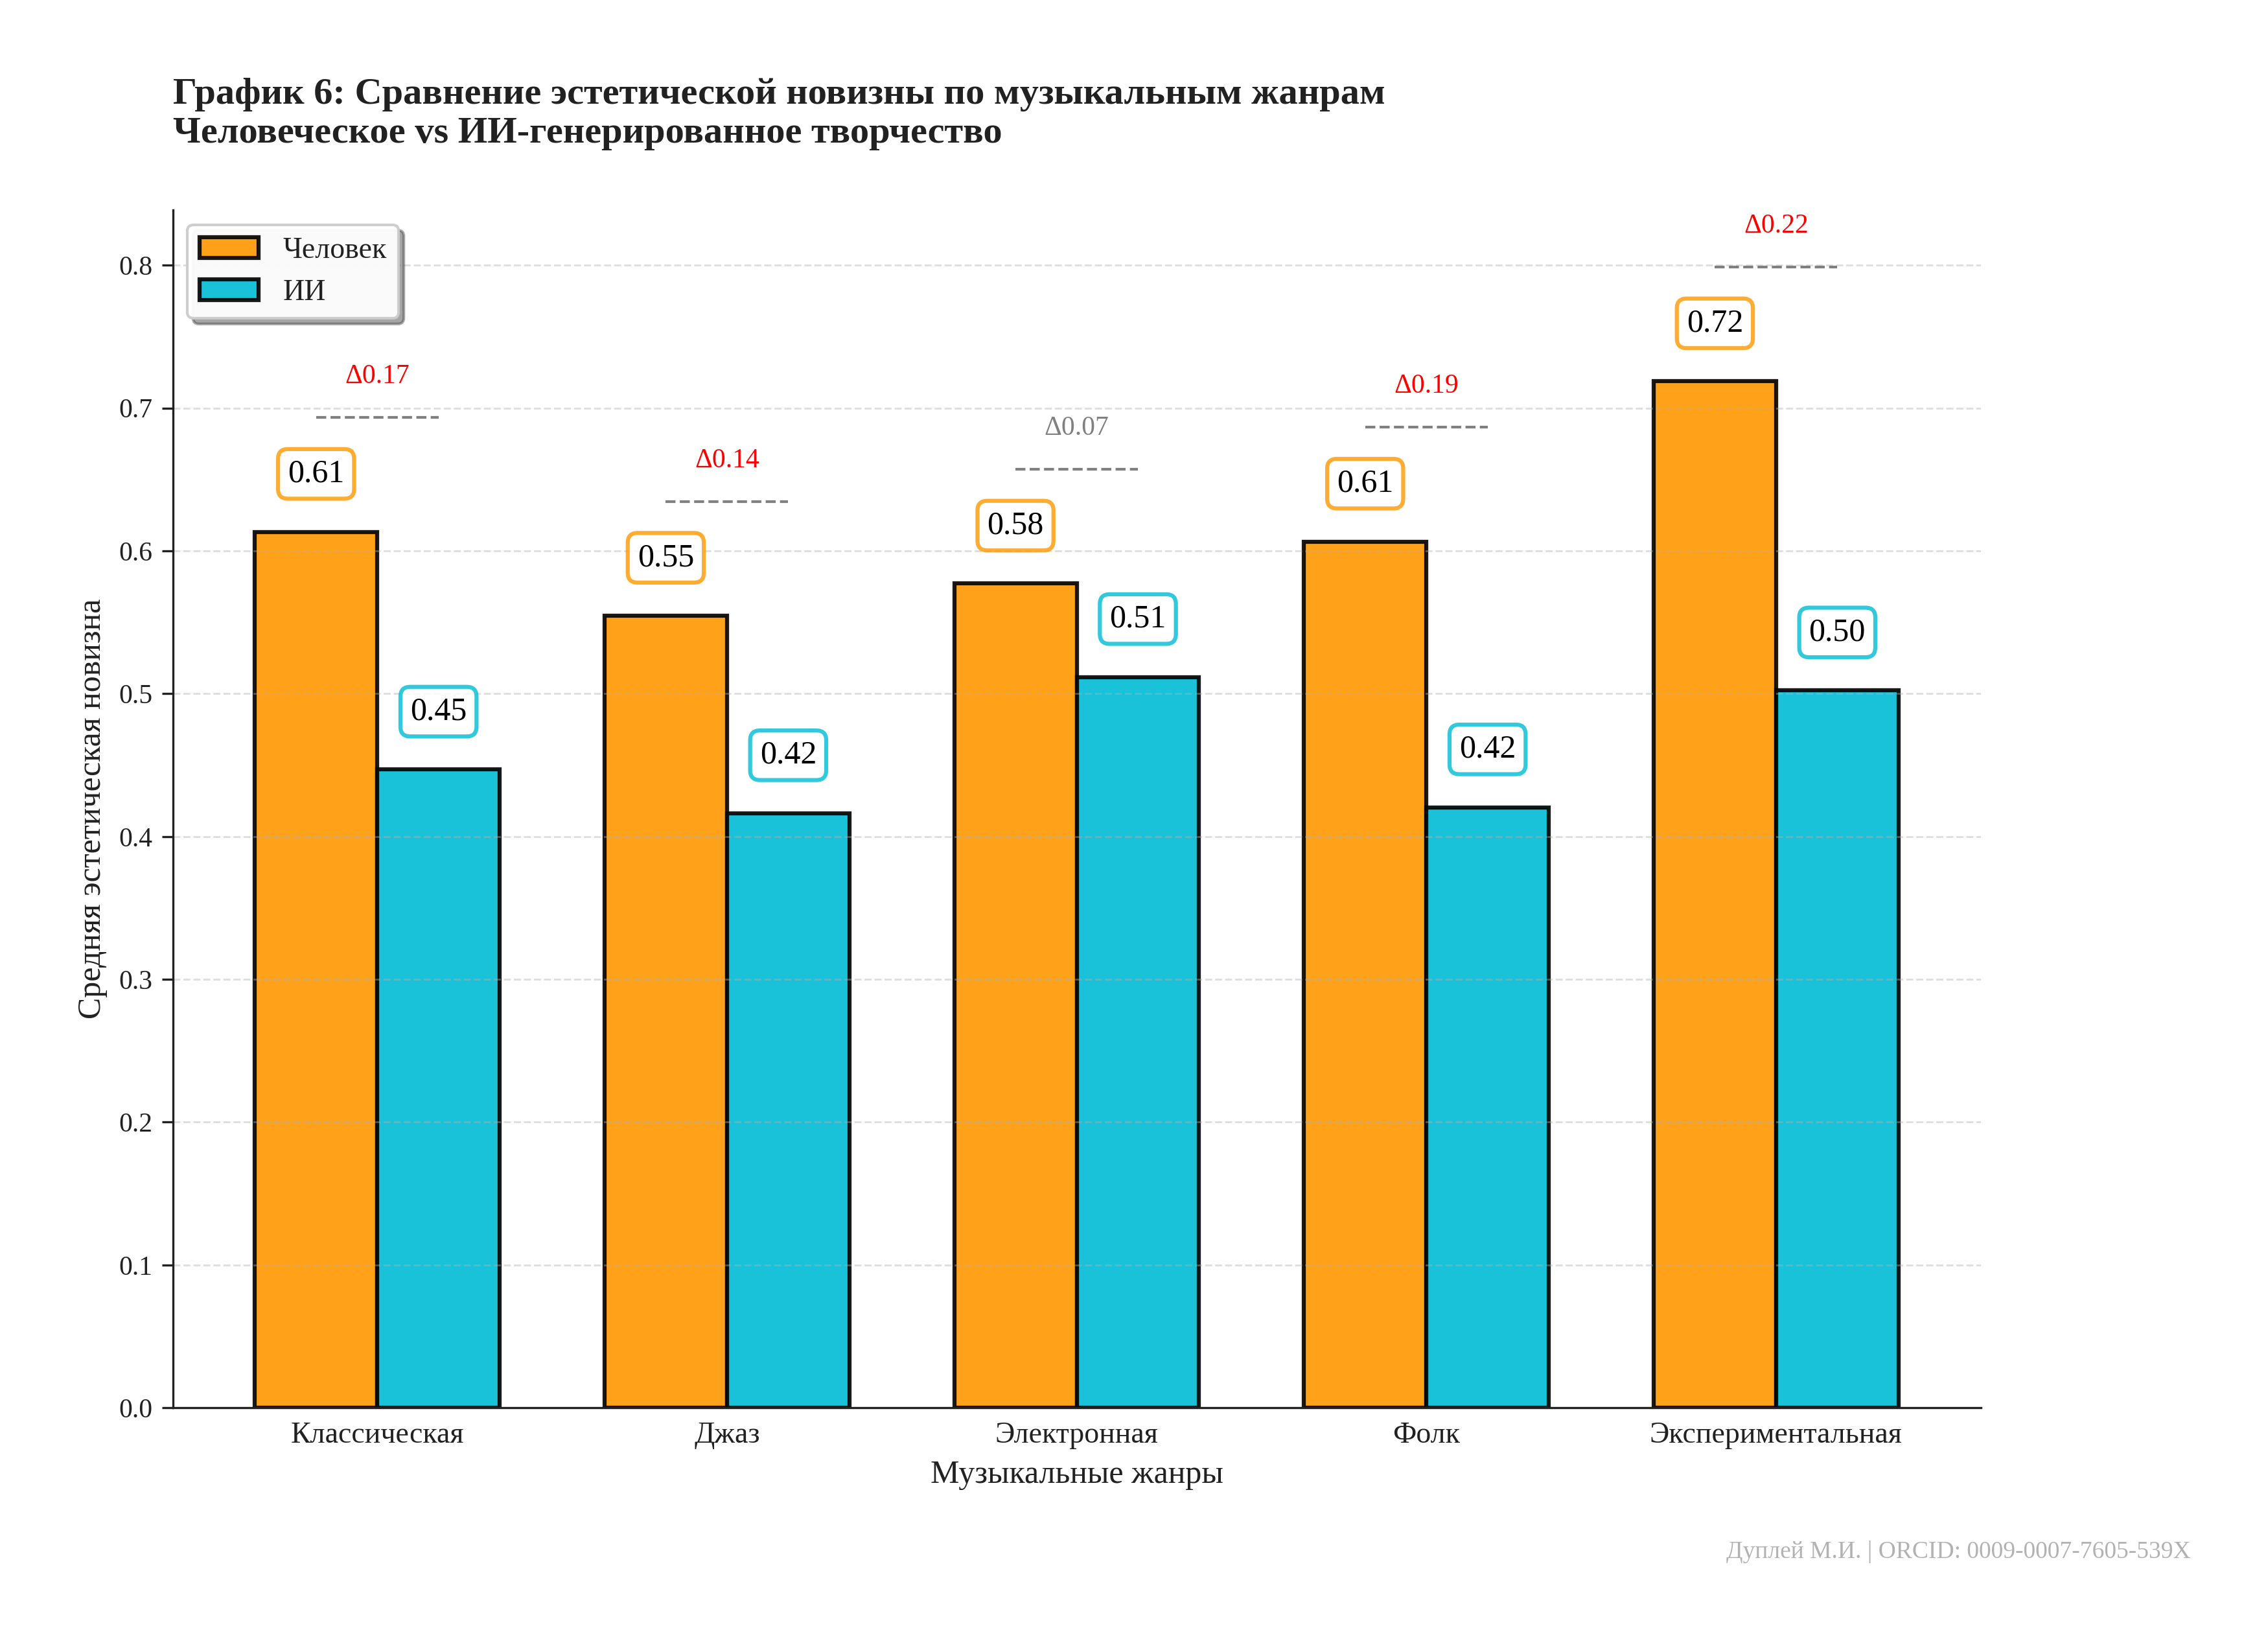 График 6: Сравнение эстетической новизны по музыкальным жанрам
Человеческое vs ИИ-генерированное творчество
Человек
ИИ
Средняя эстетическая новизна
0.8
0.7
0.6
0.5
0.4
0.3
0.2
0.1
0.0
Δ0.17
0.61
0.45
Δ0.14
0.55
0.42
Δ0.07
0.58
0.51
Δ0.19
0.61
0.42
Δ0.22
0.72
0.50
Классическая
Джаз
Электронная
Фолк
Экспериментальная
Музыкальные жанры
Дуплей М.И. | ORCID: 0009-0007-7605-539X